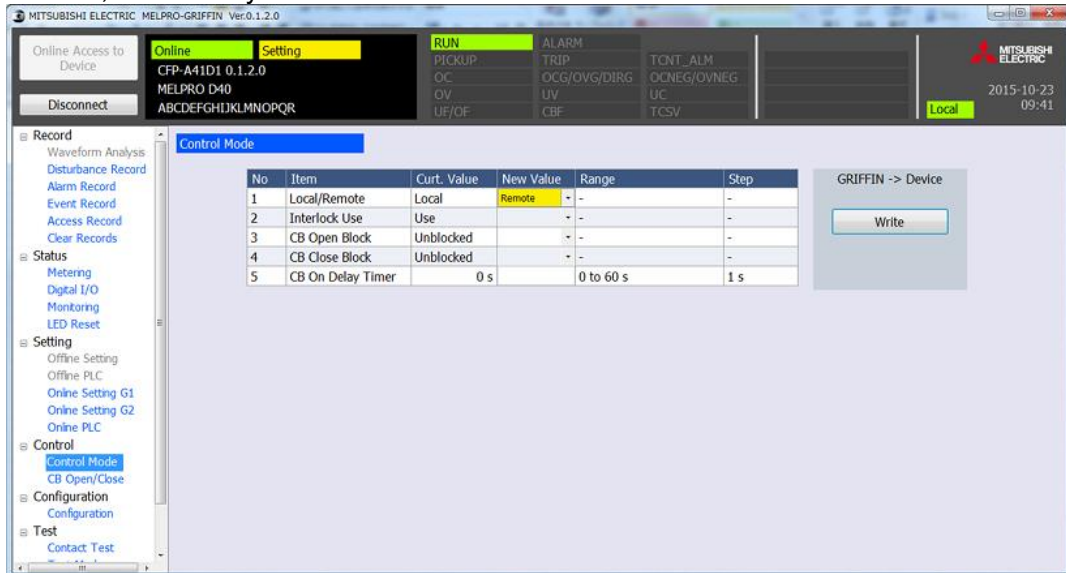 MITSUBISHI ELECTRIC MELPRO-GRIFFIN Ver.0.1.2.0
Online Access to
Device
Disconnect
Online Setting
CFP-A41D1 0.1.2.0
MELPRO D40
ABCDEFGHIJKLMNOPQR
RUN ALARM
PICKUP TRIP TCNT_ALM
OC OCG/OVG/DIRG OCNEG/OVNEG
OV UV UC
UF/OF CBF TCSV
MITSUBISHI
ELECTRIC
2015-10-23
Local 09:41
Record
Waveform Analysis
Disturbance Record
Alarm Record
Event Record
Access Record
Clear Records
Status
Metering
Digital I/O
Monitoring
LED Reset
Setting
Offline Setting
Offline PLC
Online Setting G1
Online Setting G2
Online PLC
Control
Control Mode
CB Open/Close
Configuration
Configuration
Test
Contact Test
Control Mode
No Item Curt. Value New Value Range Step
1 Local/Remote Local Remote - -
2 Interlock Use Use - -
3 CB Open Block Unblocked - -
4 CB Close Block Unblocked - -
5 CB On Delay Timer 0 s 0 to 60 s 1 s
GRIFFIN -> Device
Write